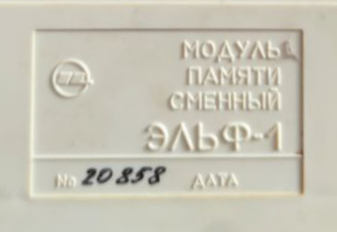 МОДУЛЬ
ПАМЯТИ
СМЕННЫЙ
ЭЛЬФ-1
№ 20858 ДАТА